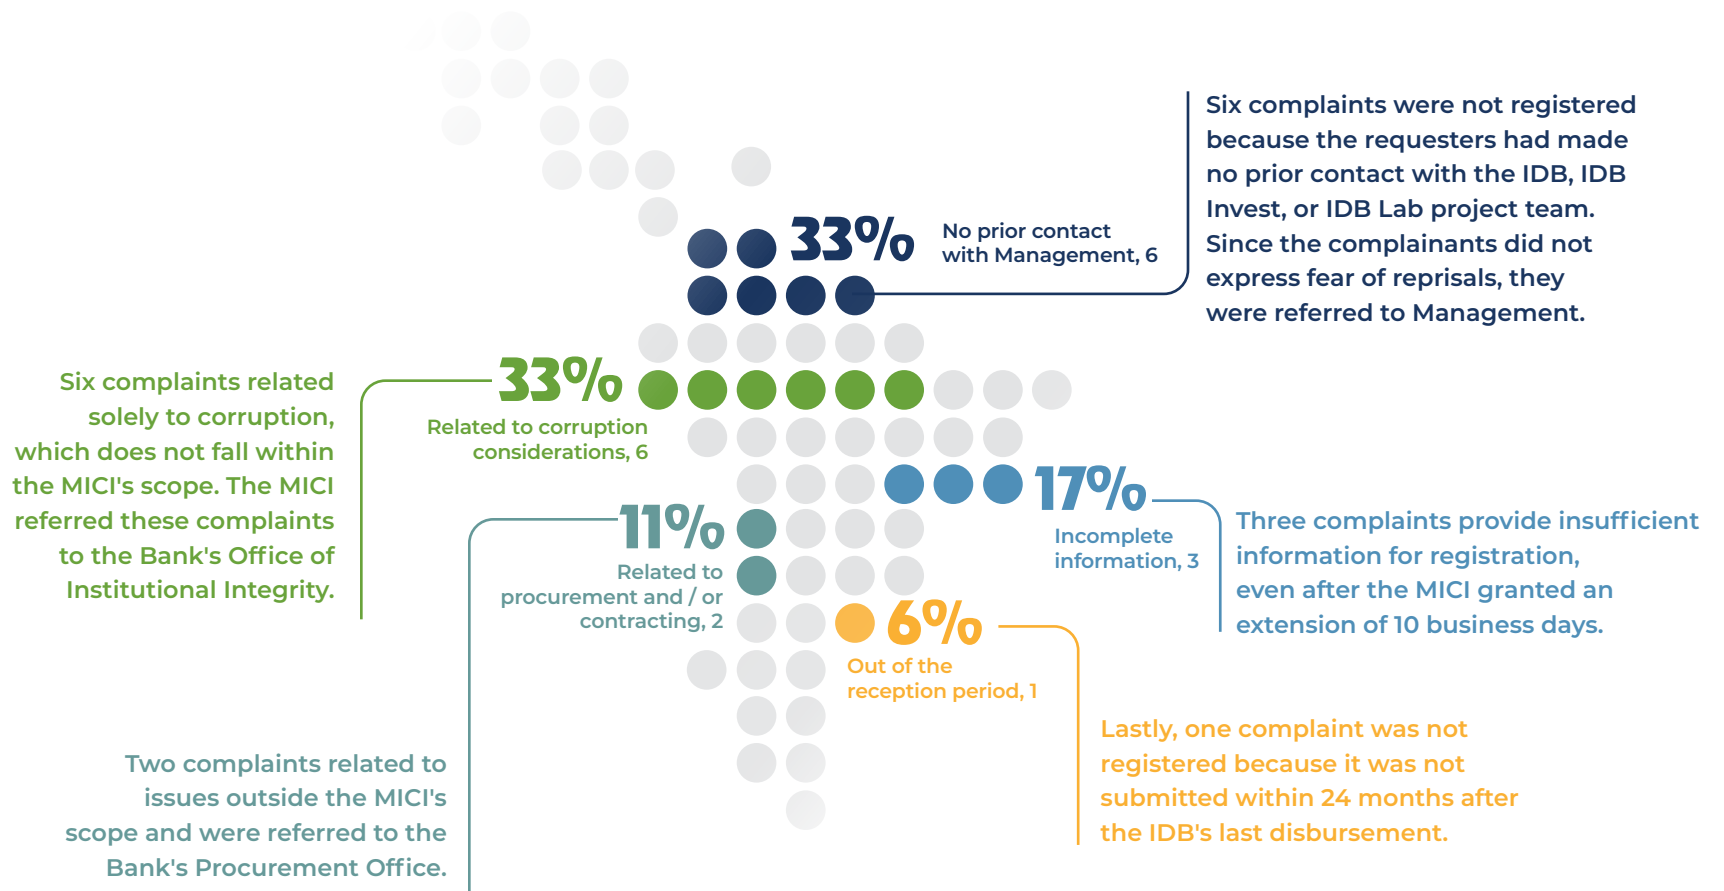 Six complaints were not registered
because the requesters had made
no prior contact with the IDB, IDB
Invest, or IDB Lab project team.
Since the complainants did not
express fear of reprisals, they
were referred to Management.
33%
No prior contact
with Management, 6
33%
Related to corruption
considerations, 6
Six complaints related
solely to corruption,
which does not fall within
the MICI's scope. The MICI
referred these complaints
to the Bank's Office of
Institutional Integrity.
17%
Incomplete
information, 3
Three complaints provide insufficient
information for registration,
even after the MICI granted an
extension of 10 business days.
11%
Related to
procurement and / or
contracting, 2
6%
Out of the
reception period, 1
Two complaints related to
issues outside the MICI's
scope and were referred to the
Bank's Procurement Office.
Lastly, one complaint was not
registered because it was not
submitted within 24 months after
the IDB's last disbursement.